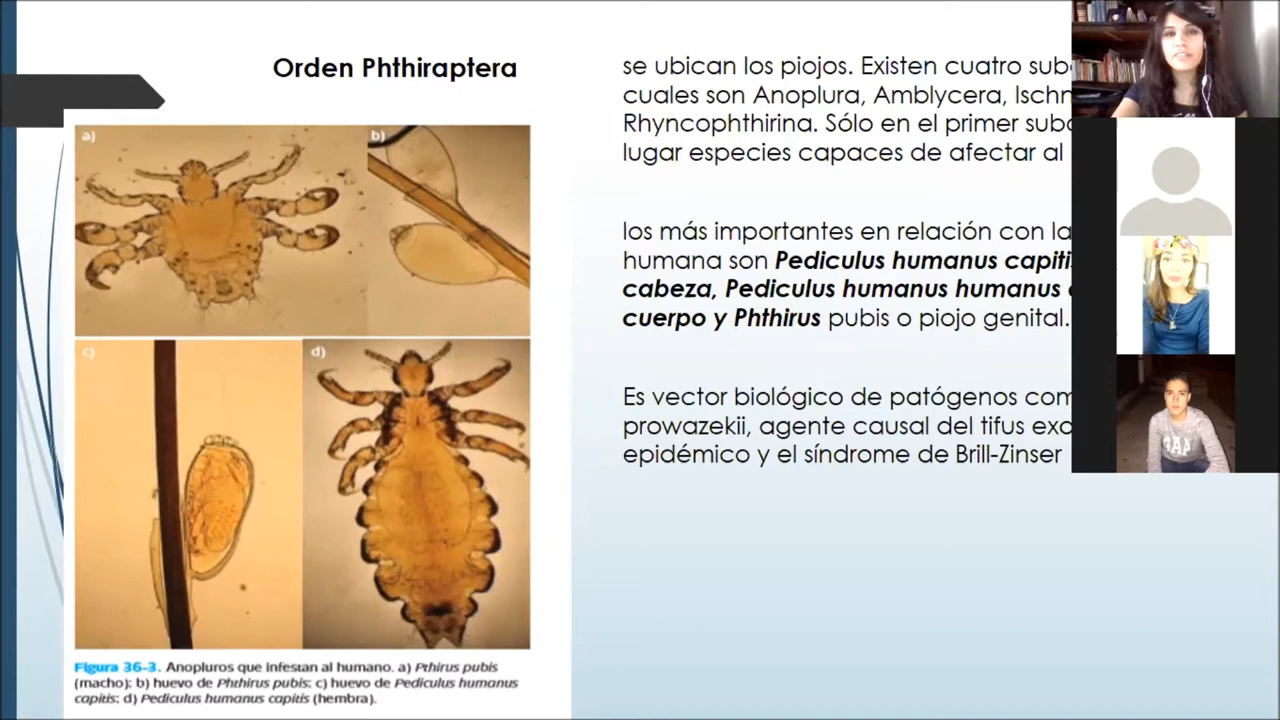 Orden Phthiraptera
a)
b)
c)
d)
Figura 36-3. Anopluros que infestan al humano. a) Pthirus pubis
(macho); b) huevo de Phthirus pubis; c) huevo de Pediculus humanus
capitis; d) Pediculus humanus capitis (hembra).
se ubican los piojos. Existen cuatro sub
cuales son Anoplura, Amblycera, Isch
Rhyncophthirina. Sólo en el primer sub
lugar especies capaces de afectar al
los más importantes en relación con la
humana son Pediculus humanus capiti
cabeza, Pediculus humanus humanus
cuerpo y Phthirus pubis o piojo genital.
Es vector biológico de patógenos com
prowazekii, agente causal del tifus exa
epidémico y el síndrome de Brill-Zinser
GAP